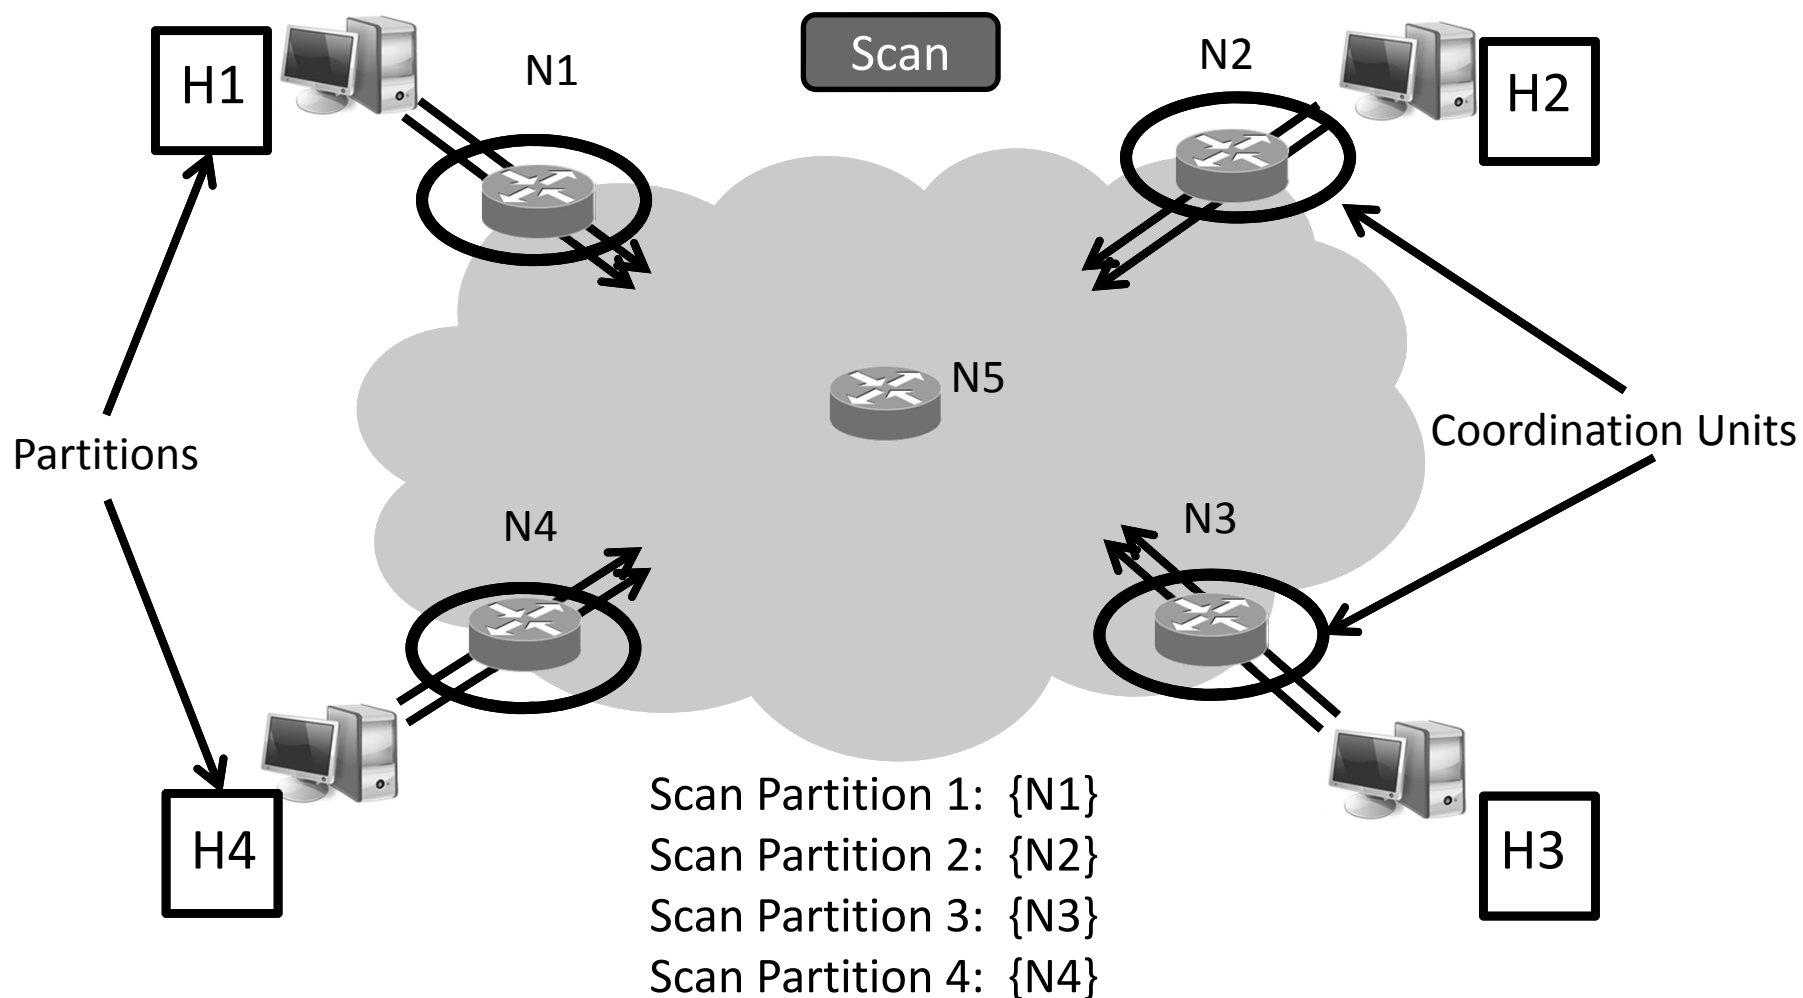 Scan
H1
N1
N2
H2
N5
Partitions
Coordination Units
N4
N3
H4
H3
Scan Partition 1: {N1}
Scan Partition 2: {N2}
Scan Partition 3: {N3}
Scan Partition 4: {N4}